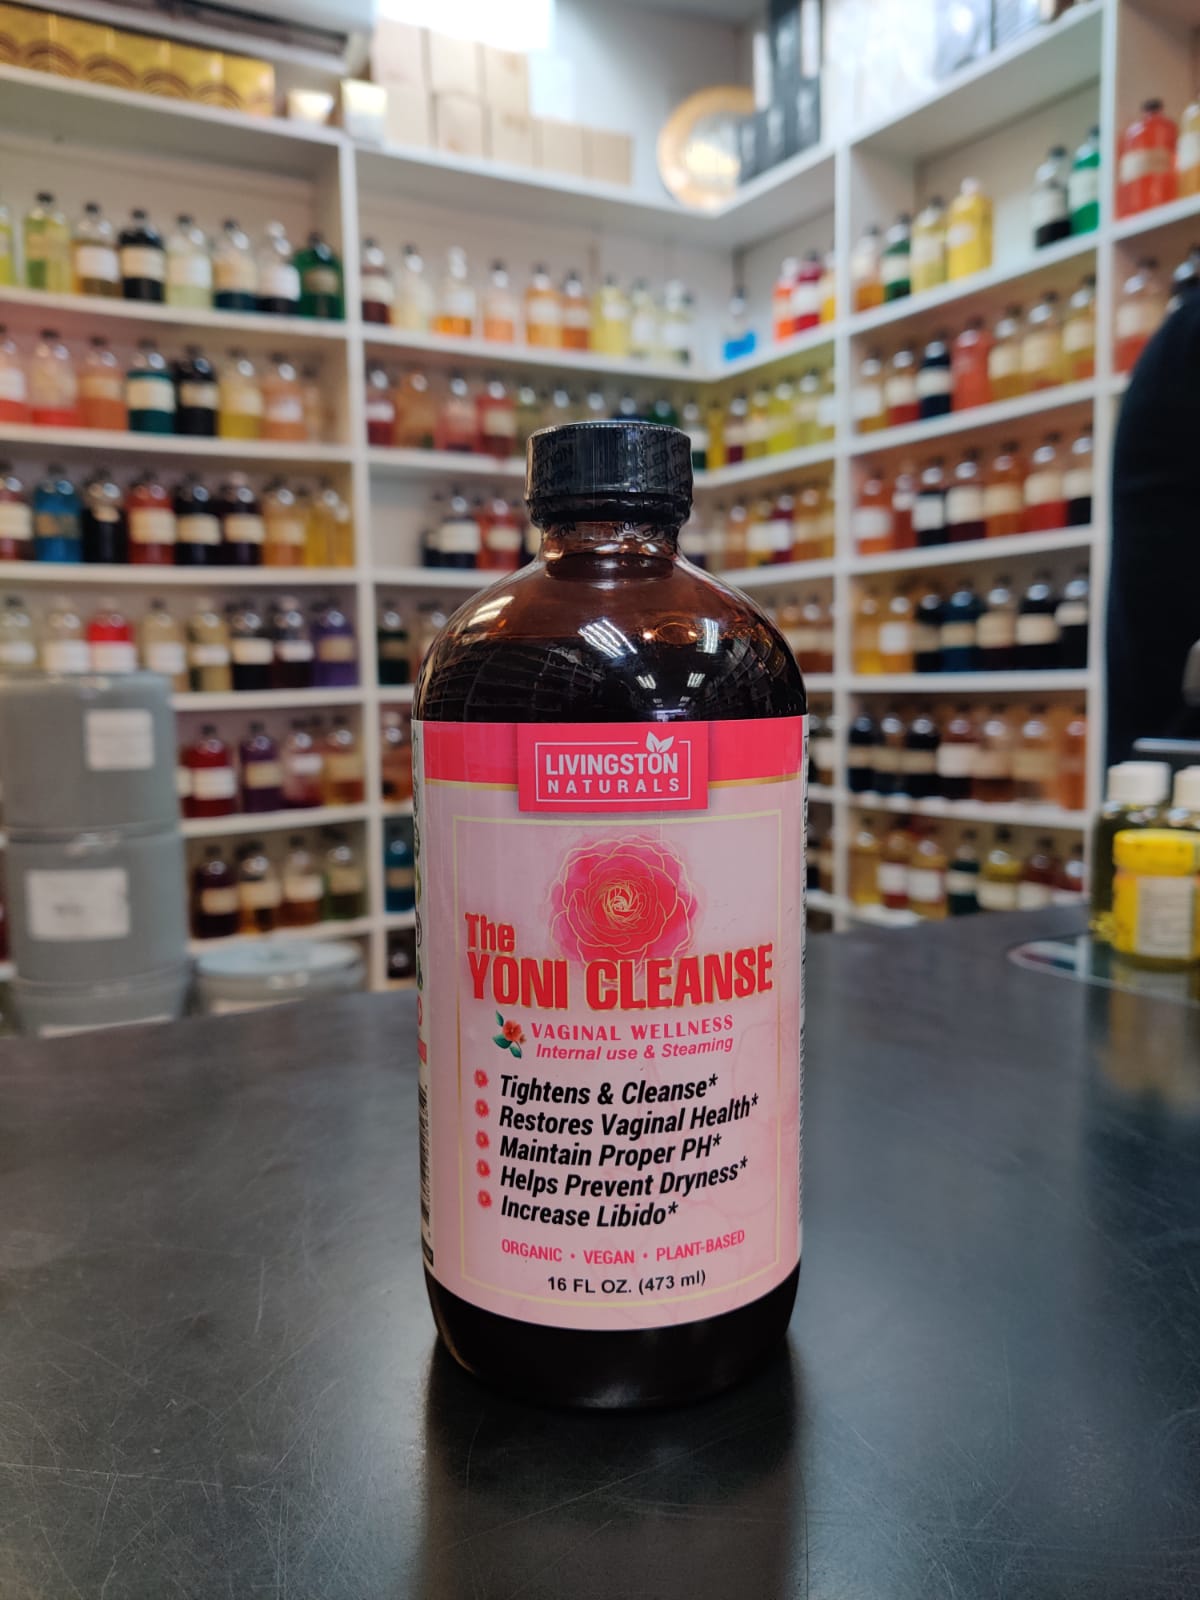 LIVINGSTON
NATURALS
The
YONI CLEANSE
VAGINAL WELLNESS
Internal use & Steaming
Tightens & Cleanse*
Restores Vaginal Health*
Maintain Proper PH*
Helps Prevent Dryness*
Increase Libido*
ORGANIC • VEGAN • PLANT-BASED
16 FL OZ. (473 ml)